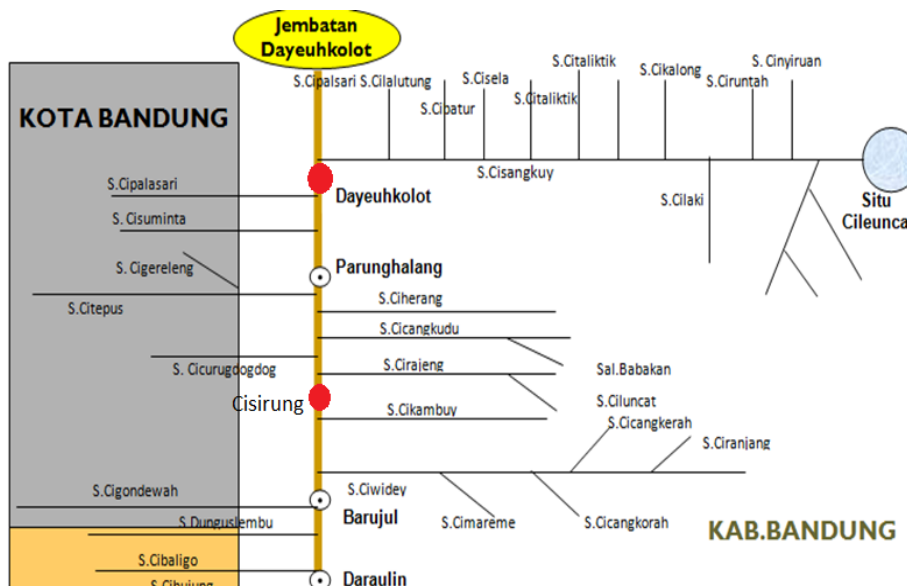 Jembatan
Dayeuhkolot
KOTA BANDUNG
S.Cipalsari
S.Cilalutung
S.Cibatur
S.Cisela
S.Citaliktik
S.Citaliktik
S.Cikalong
S.Ciruntah
S.Cinyiruan
S.Cisangkuy
S.Cilaki
Situ
Cileunca
S.Cipalasari
Dayeuhkolot
S. Cisuminta
S. Cigereleng
Parunghalang
S.Citepus
S.Ciherang
S.Cicangkudu
S. Cicurugdogdog
S.Cirajeng
Sal.Babakan
Cisirung
S.Cikambuy
S.Ciluncat
S.Cicangkerah
S.Ciranjang
S.Cigondewah
S.Ciwidey
Barujul
S.Dunguslembu
S.Cimareme
S.Cicangkorah
KAB.BANDUNG
S.Cibaligo
Daraulin